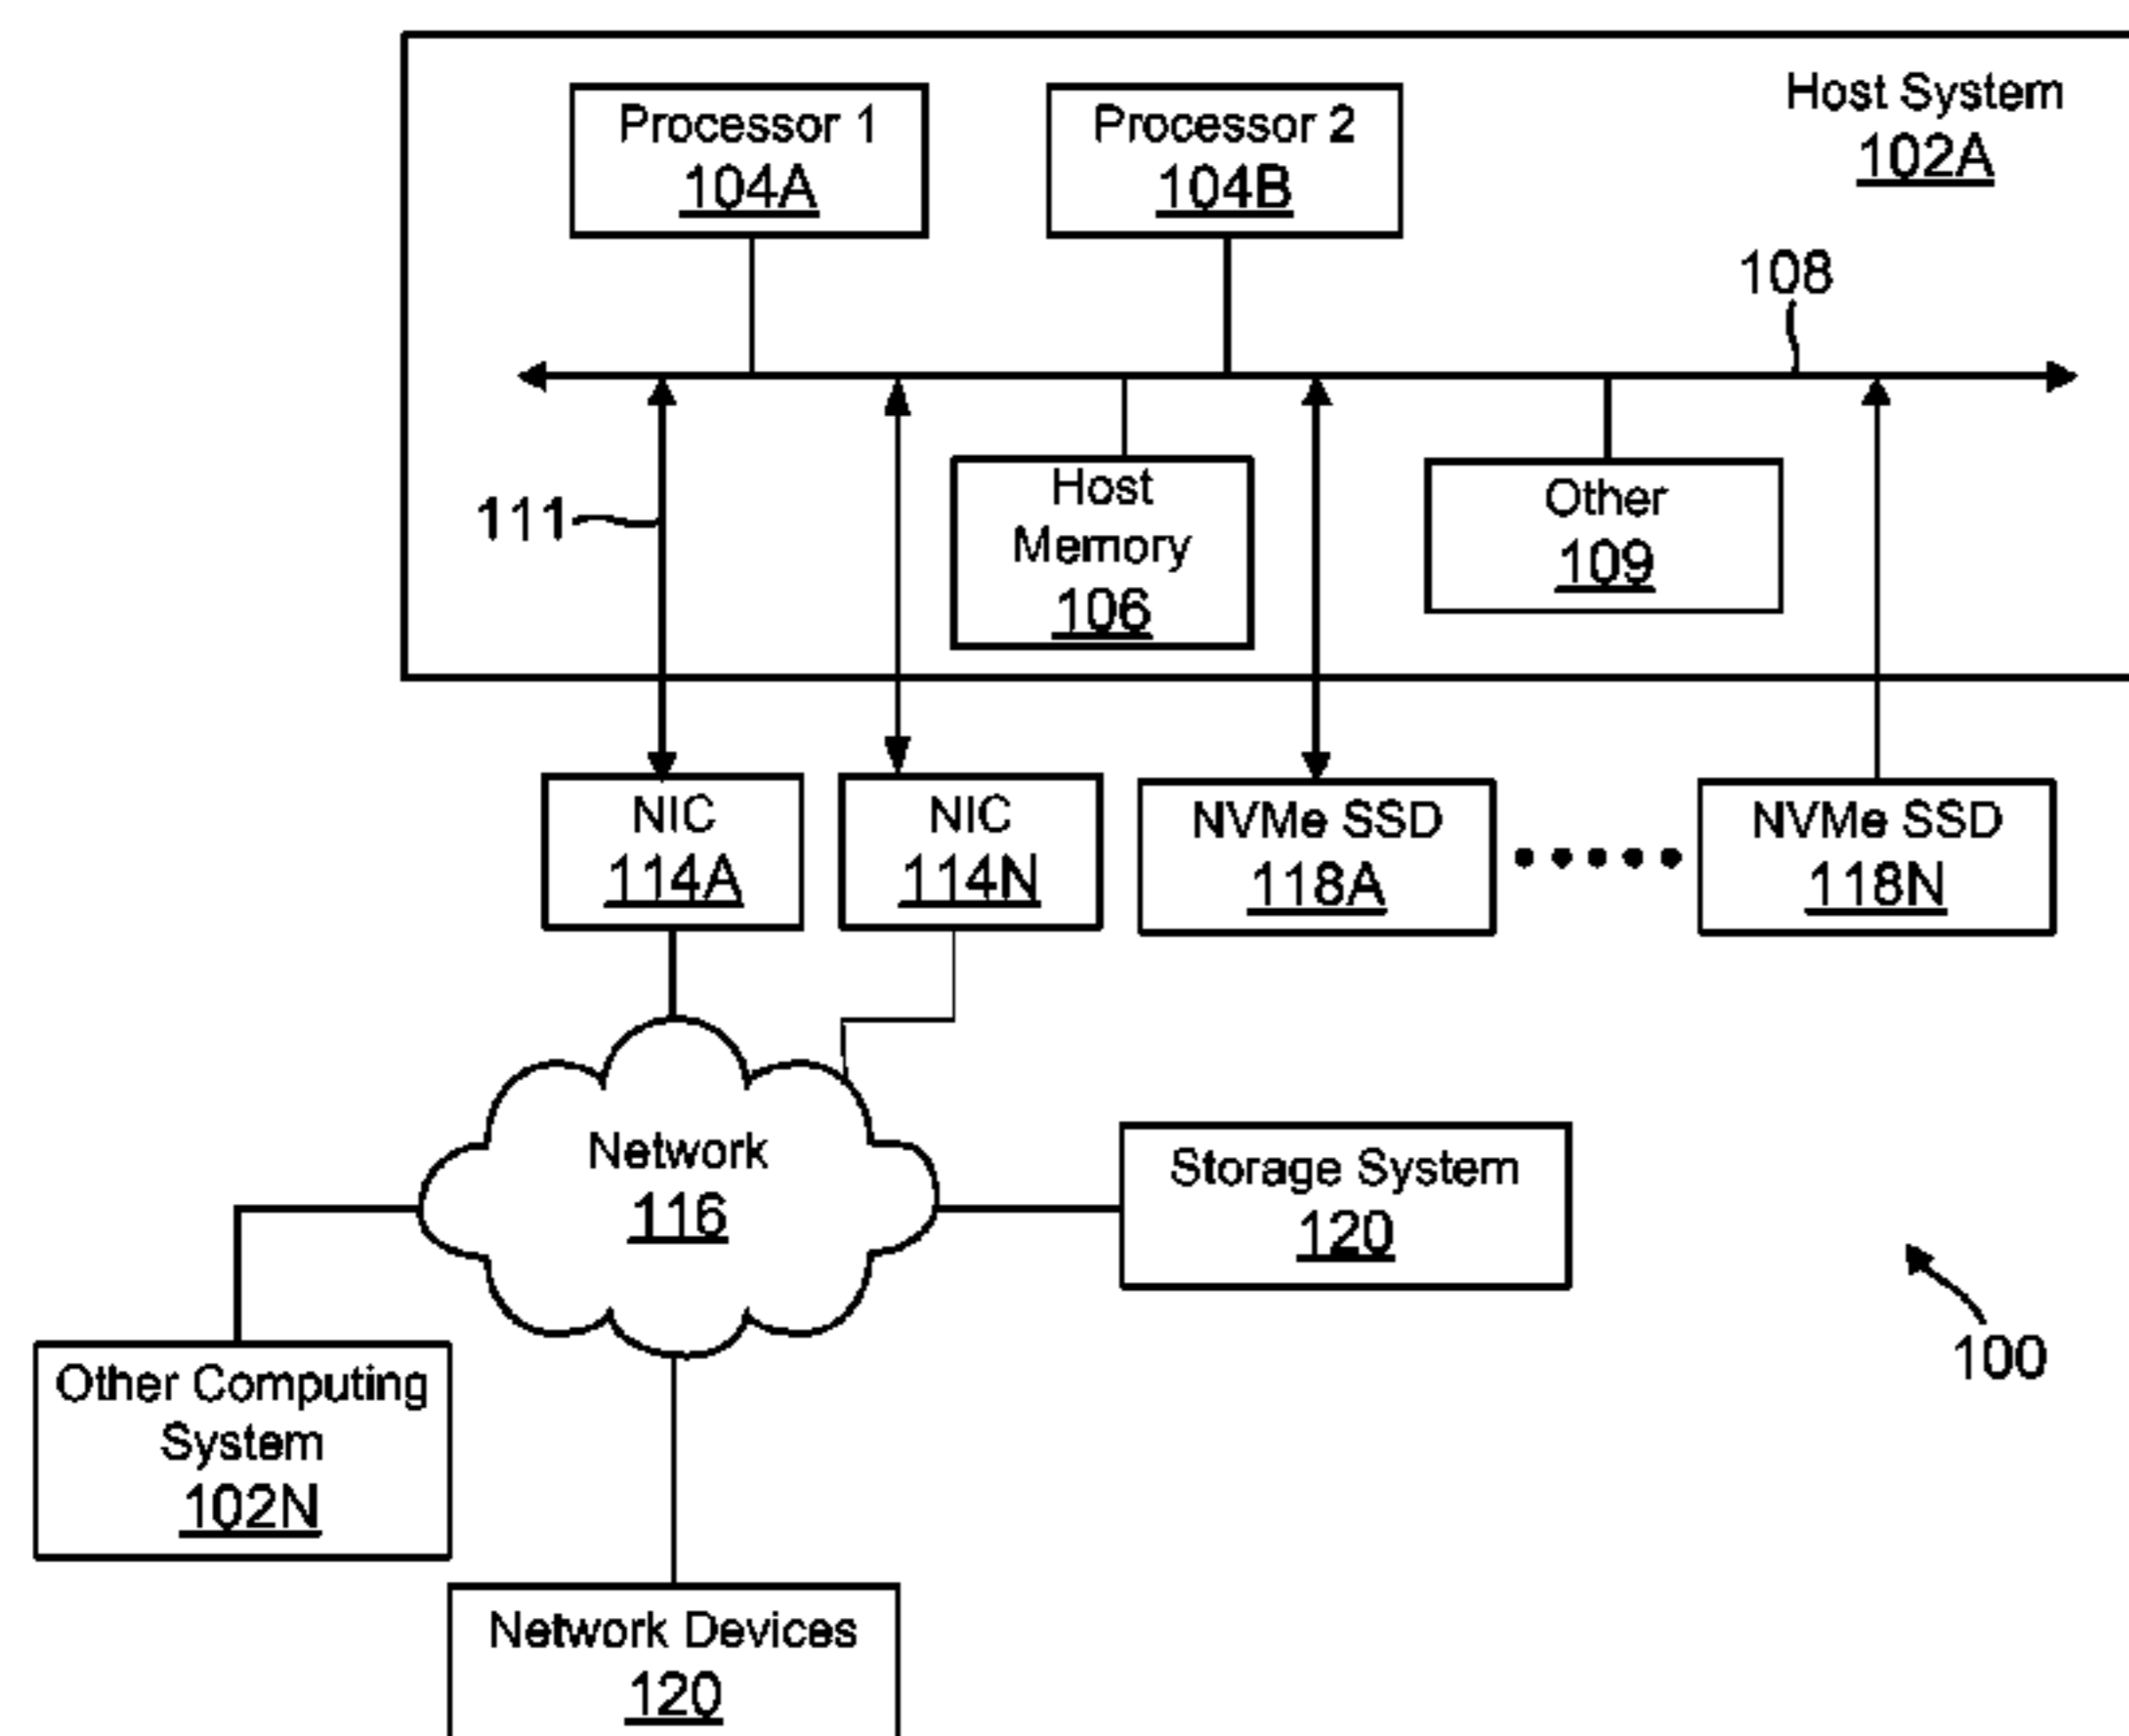 Host System
102A
Processor 1
104A
Processor 2
104B
108
111
Host
Memory
106
Other
109
NIC
114A
NIC
114N
NVMe SSD
118A
NVMe SSD
118N
Network
116
Storage System
120
100
Other Computing
System
102N
Network Devices
120